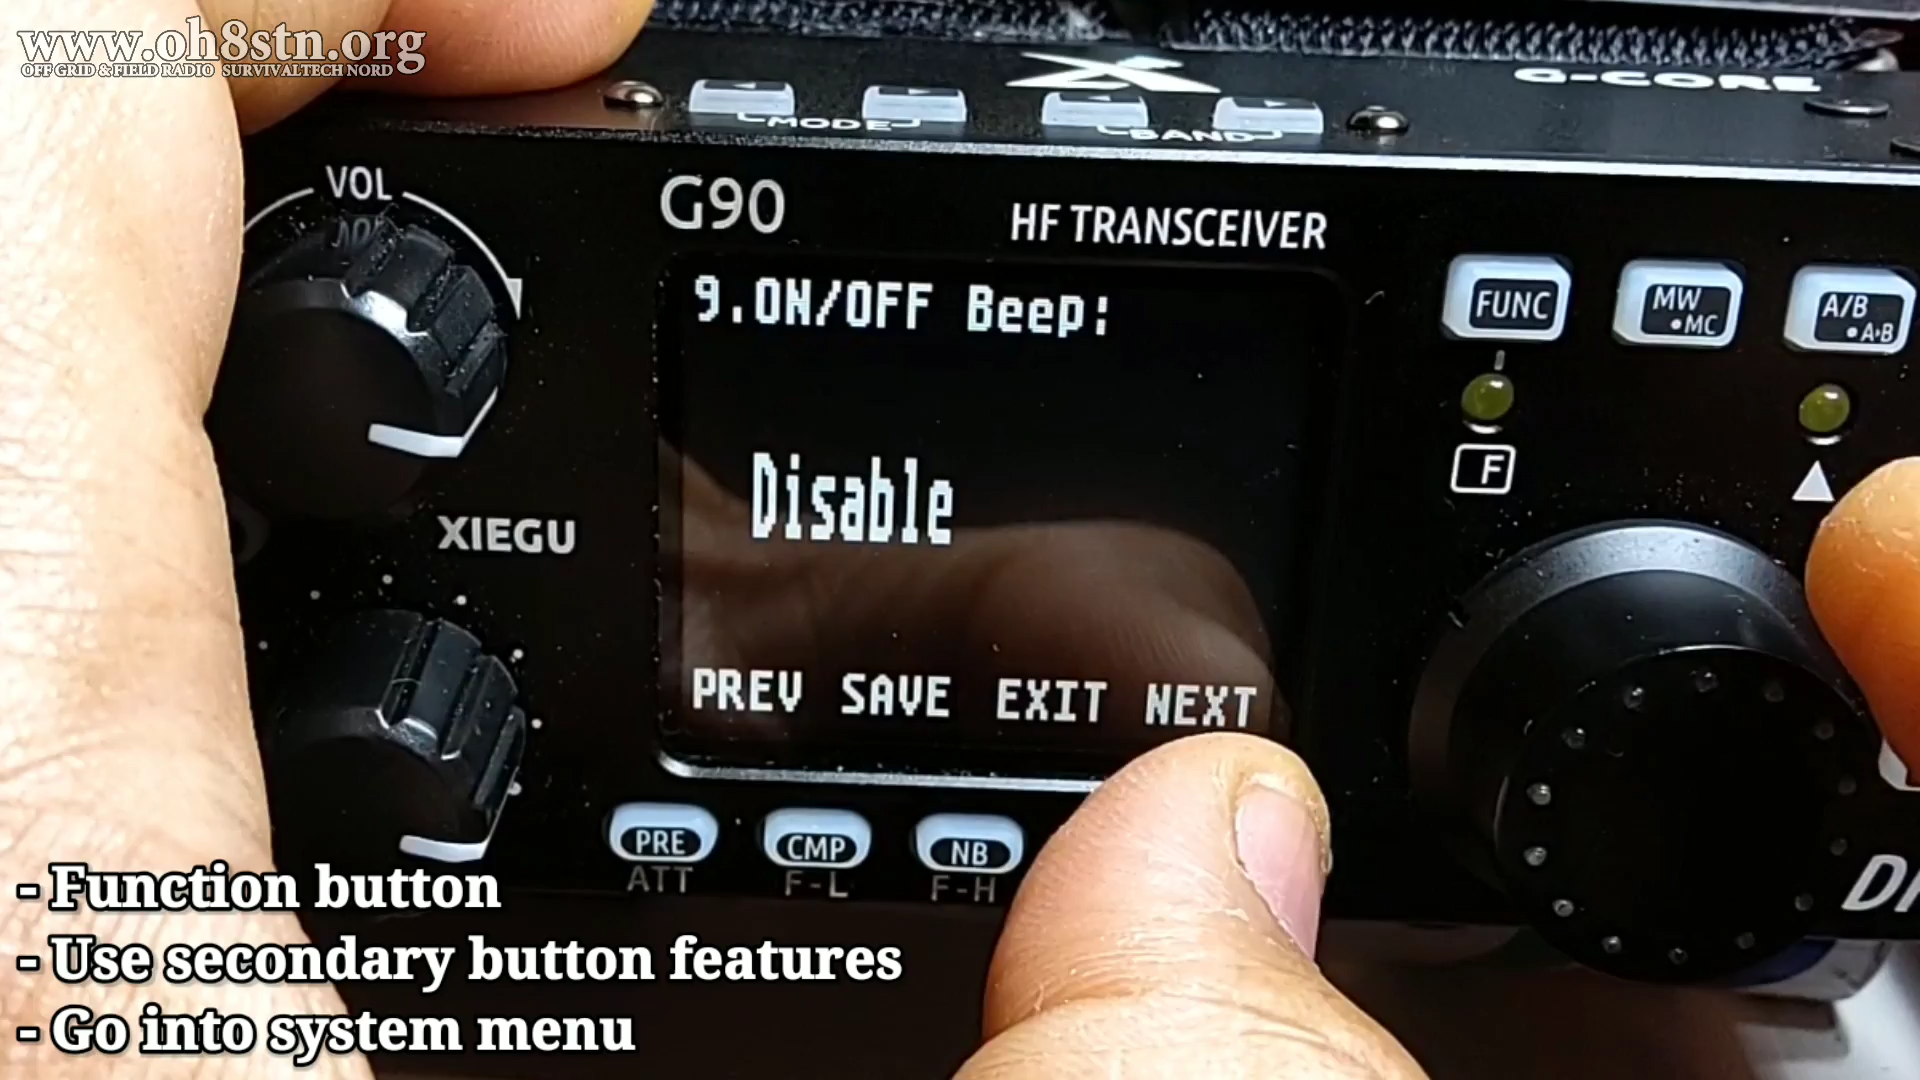 www.oh8stn.org
OFF GRID & FIELD RADIO SURVIVALTECH NORD
G-CORE
MODE
BAND
VOL
G90
HF TRANSCEIVER
9.ON/OFF Beep:
FUNC
MW
•MC
A/B
•A▸B
F
Disable
XIEGU
PREV SAVE EXIT NEXT
PRE
CMP
NB
ATT
F-L
F-H
- Function button
- Use secondary button features
- Go into system menu